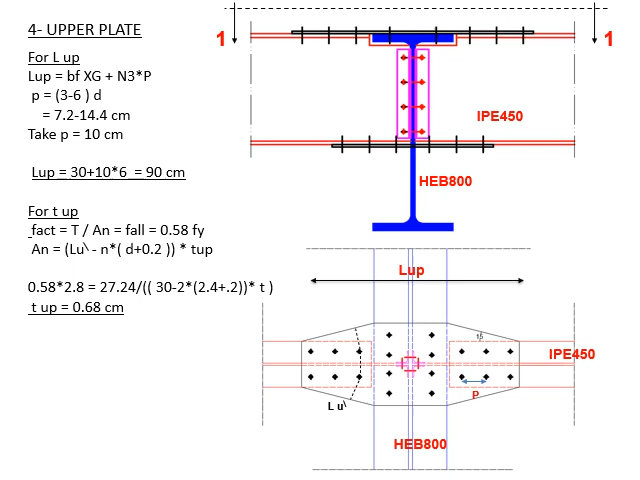 4- UPPER PLATE
For L up
Lup = bf XG + N3*P
p = (3-6 ) d
= 7.2-14.4 cm
Take p = 10 cm
Lup = 30+10*6 = 90 cm
For t up
fact = T / An = fall = 0.58 fy
An = (Lu\ - n*( d+0.2 )) * tup
0.58*2.8 = 27.24/(( 30-2*(2.4+.2))* t )
t up = 0.68 cm
1
1
IPE450
HEB800
Lup
IPE450
P
L u\
HEB800